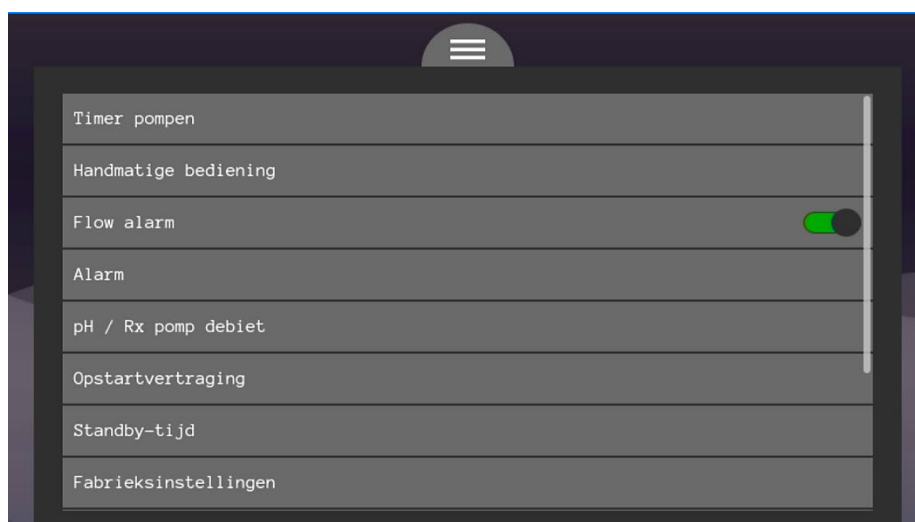 Timer pompen
Handmatige bediening
Flow alarm
Alarm
pH / Rx pomp debiet
Opstartvertraging
Standby-tijd
Fabrieksinstellingen